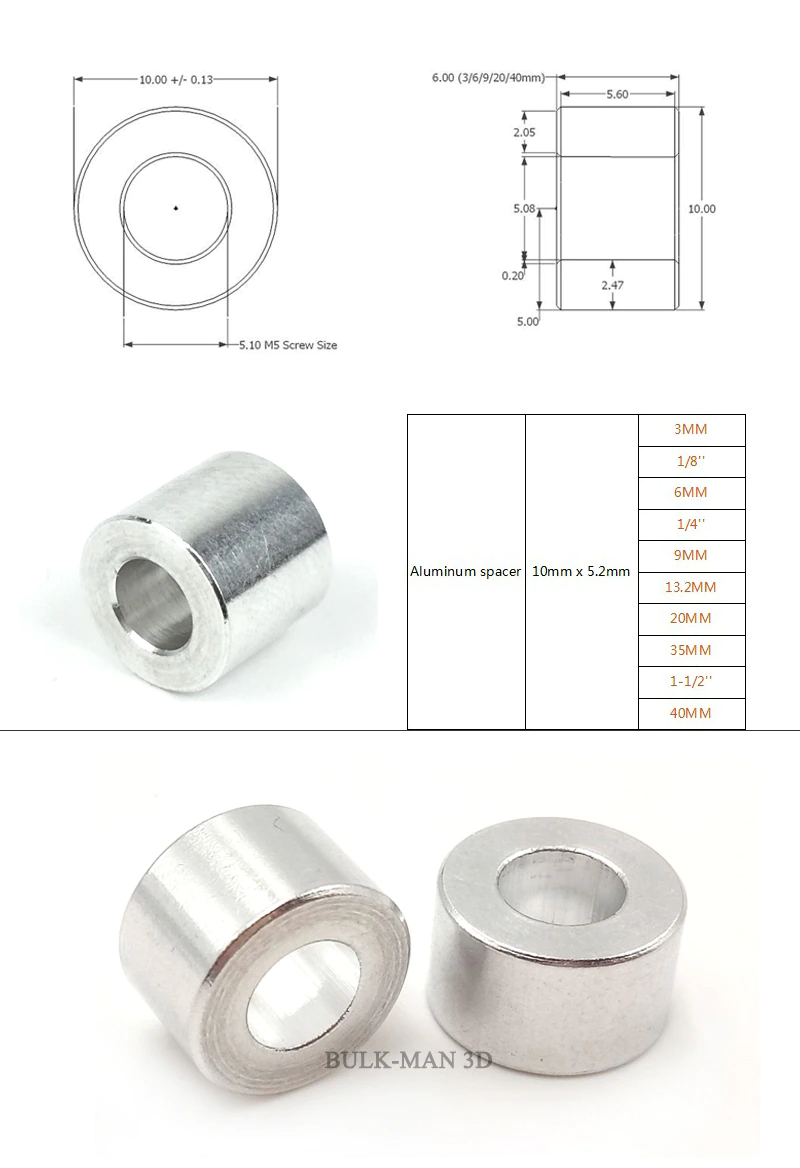 10.00 +/- 0.13
5.10 M5 Screw Size
6.00 (3/6/9/20/40mm)
5.60
2.05
5.08
10.00
0.20
2.47
5.00
Aluminum spacer
10mm x 5.2mm
3MM
1/8''
6MM
1/4''
9MM
13.2MM
20MM
35MM
1-1/2''
40MM
BULK-MAN 3D